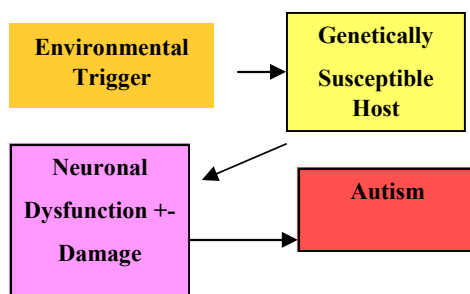 Environmental
Trigger
Genetically
Susceptible
Host
Neuronal
Dysfunction +-
Damage
Autism